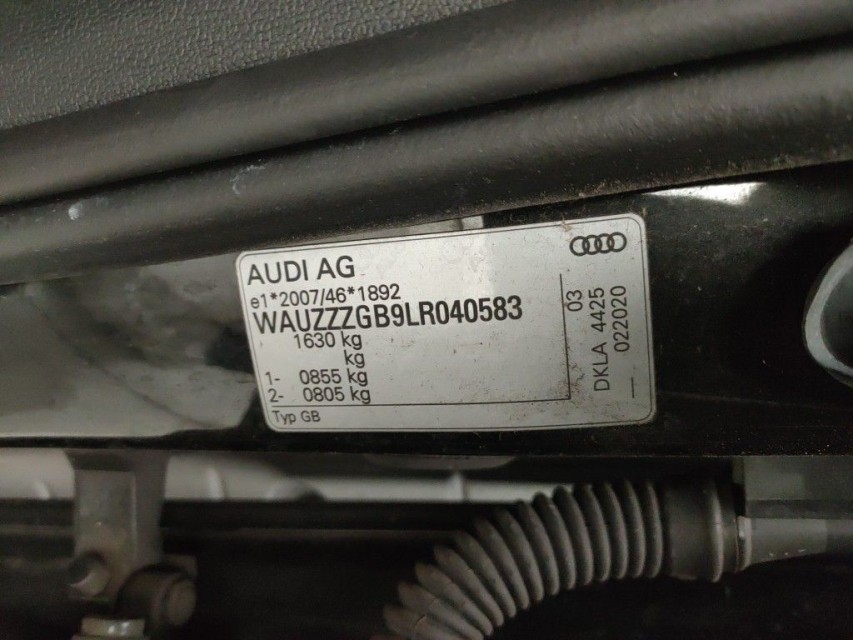 AUDI AG
e1*2007/46*1892
WAUZZZGB9LR040583
1630 kg
kg
1- 0855 kg
2- 0805 kg
Typ GB
03
DKLA 4425
022020